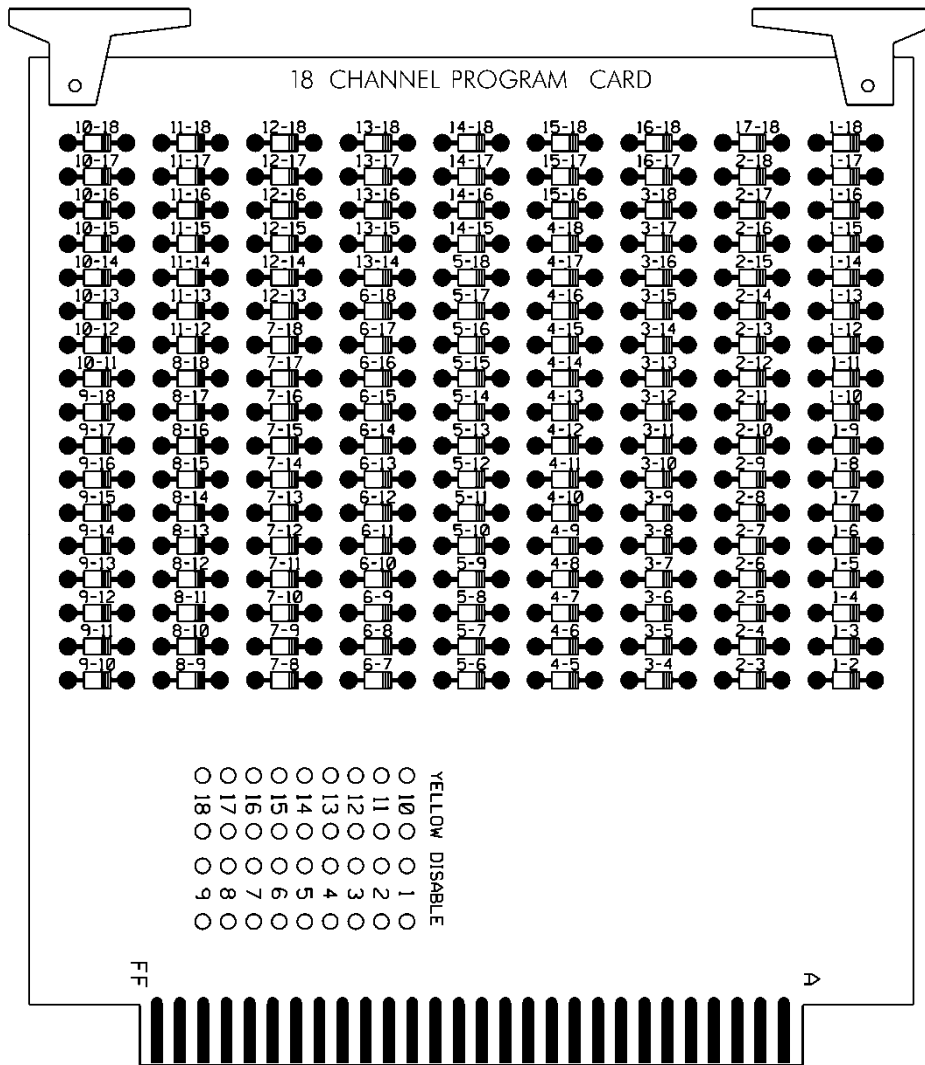 18 CHANNEL PROGRAM CARD
10-18 11-18 12-18 13-18 14-18 15-18 16-18 17-18 1-18
10-17 11-17 12-17 13-17 14-17 15-17 16-17 2-18 1-17
10-16 11-16 12-16 13-16 14-16 15-16 3-18 2-17 1-16
10-15 11-15 12-15 13-15 14-15 4-18 3-17 2-16 1-15
10-14 11-14 12-14 13-14 5-18 4-17 3-16 2-15 1-14
10-13 11-13 12-13 6-18 5-17 4-16 3-15 2-14 1-13
10-12 11-12 7-18 6-17 5-16 4-15 3-14 2-13 1-12
10-11 8-18 7-17 6-16 5-15 4-14 3-13 2-12 1-11
9-18 8-17 7-16 6-15 5-14 4-13 3-12 2-11 1-10
9-17 8-16 7-15 6-14 5-13 4-12 3-11 2-10 1-9
9-16 8-15 7-14 6-13 5-12 4-11 3-10 2-9 1-8
9-15 8-14 7-13 6-12 5-11 4-10 3-9 2-8 1-7
9-14 8-13 7-12 6-11 5-10 4-9 3-8 2-7 1-6
9-13 8-12 7-11 6-10 5-9 4-8 3-7 2-6 1-5
9-12 8-11 7-10 6-9 5-8 4-7 3-6 2-5 1-4
9-11 8-10 7-9 6-8 5-7 4-6 3-5 2-4 1-3
9-10 8-9 7-8 6-7 5-6 4-5 3-4 2-3 1-2
YELLOW DISABLE
10 1
11 2
12 3
13 4
14 5
15 6
16 7
17 8
18 9
FF A